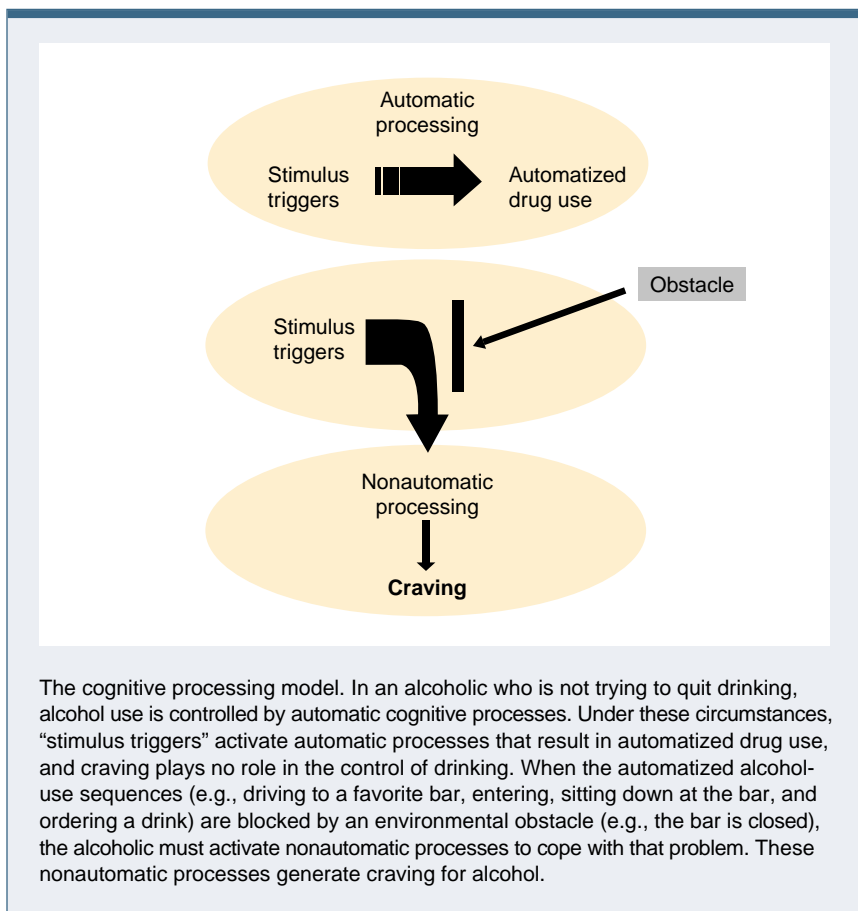 Automatic
processing
Stimulus
triggers
Automatized
drug use
Obstacle
Stimulus
triggers
Nonautomatic
processing
Craving
The cognitive processing model. In an alcoholic who is not trying to quit drinking,
alcohol use is controlled by automatic cognitive processes. Under these circumstances,
“stimulus triggers” activate automatic processes that result in automatized drug use,
and craving plays no role in the control of drinking. When the automatized alcohol-
use sequences (e.g., driving to a favorite bar, entering, sitting down at the bar, and
ordering a drink) are blocked by an environmental obstacle (e.g., the bar is closed),
the alcoholic must activate nonautomatic processes to cope with that problem. These
nonautomatic processes generate craving for alcohol.